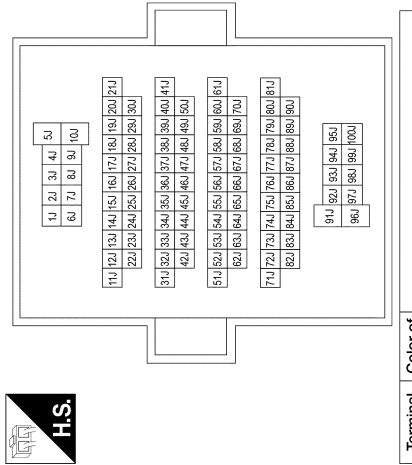 H.S.
1J 2J 3J 4J 5J
6J 7J 8J 9J 10J
11J 12J 13J 14J 15J 16J 17J 18J 19J 20J 21J
22J 23J 24J 25J 26J 27J 28J 29J 30J
31J 32J 33J 34J 35J 36J 37J 38J 39J 40J 41J
42J 43J 44J 45J 46J 47J 48J 49J 50J
51J 52J 53J 54J 55J 56J 57J 58J 59J 60J 61J
62J 63J 64J 65J 66J 67J 68J 69J 70J
71J 72J 73J 74J 75J 76J 77J 78J 79J 80J 81J
82J 83J 84J 85J 86J 87J 88J 89J 90J
91J 92J 93J 94J 95J
96J 97J 98J 99J 100J
Terminal Color of